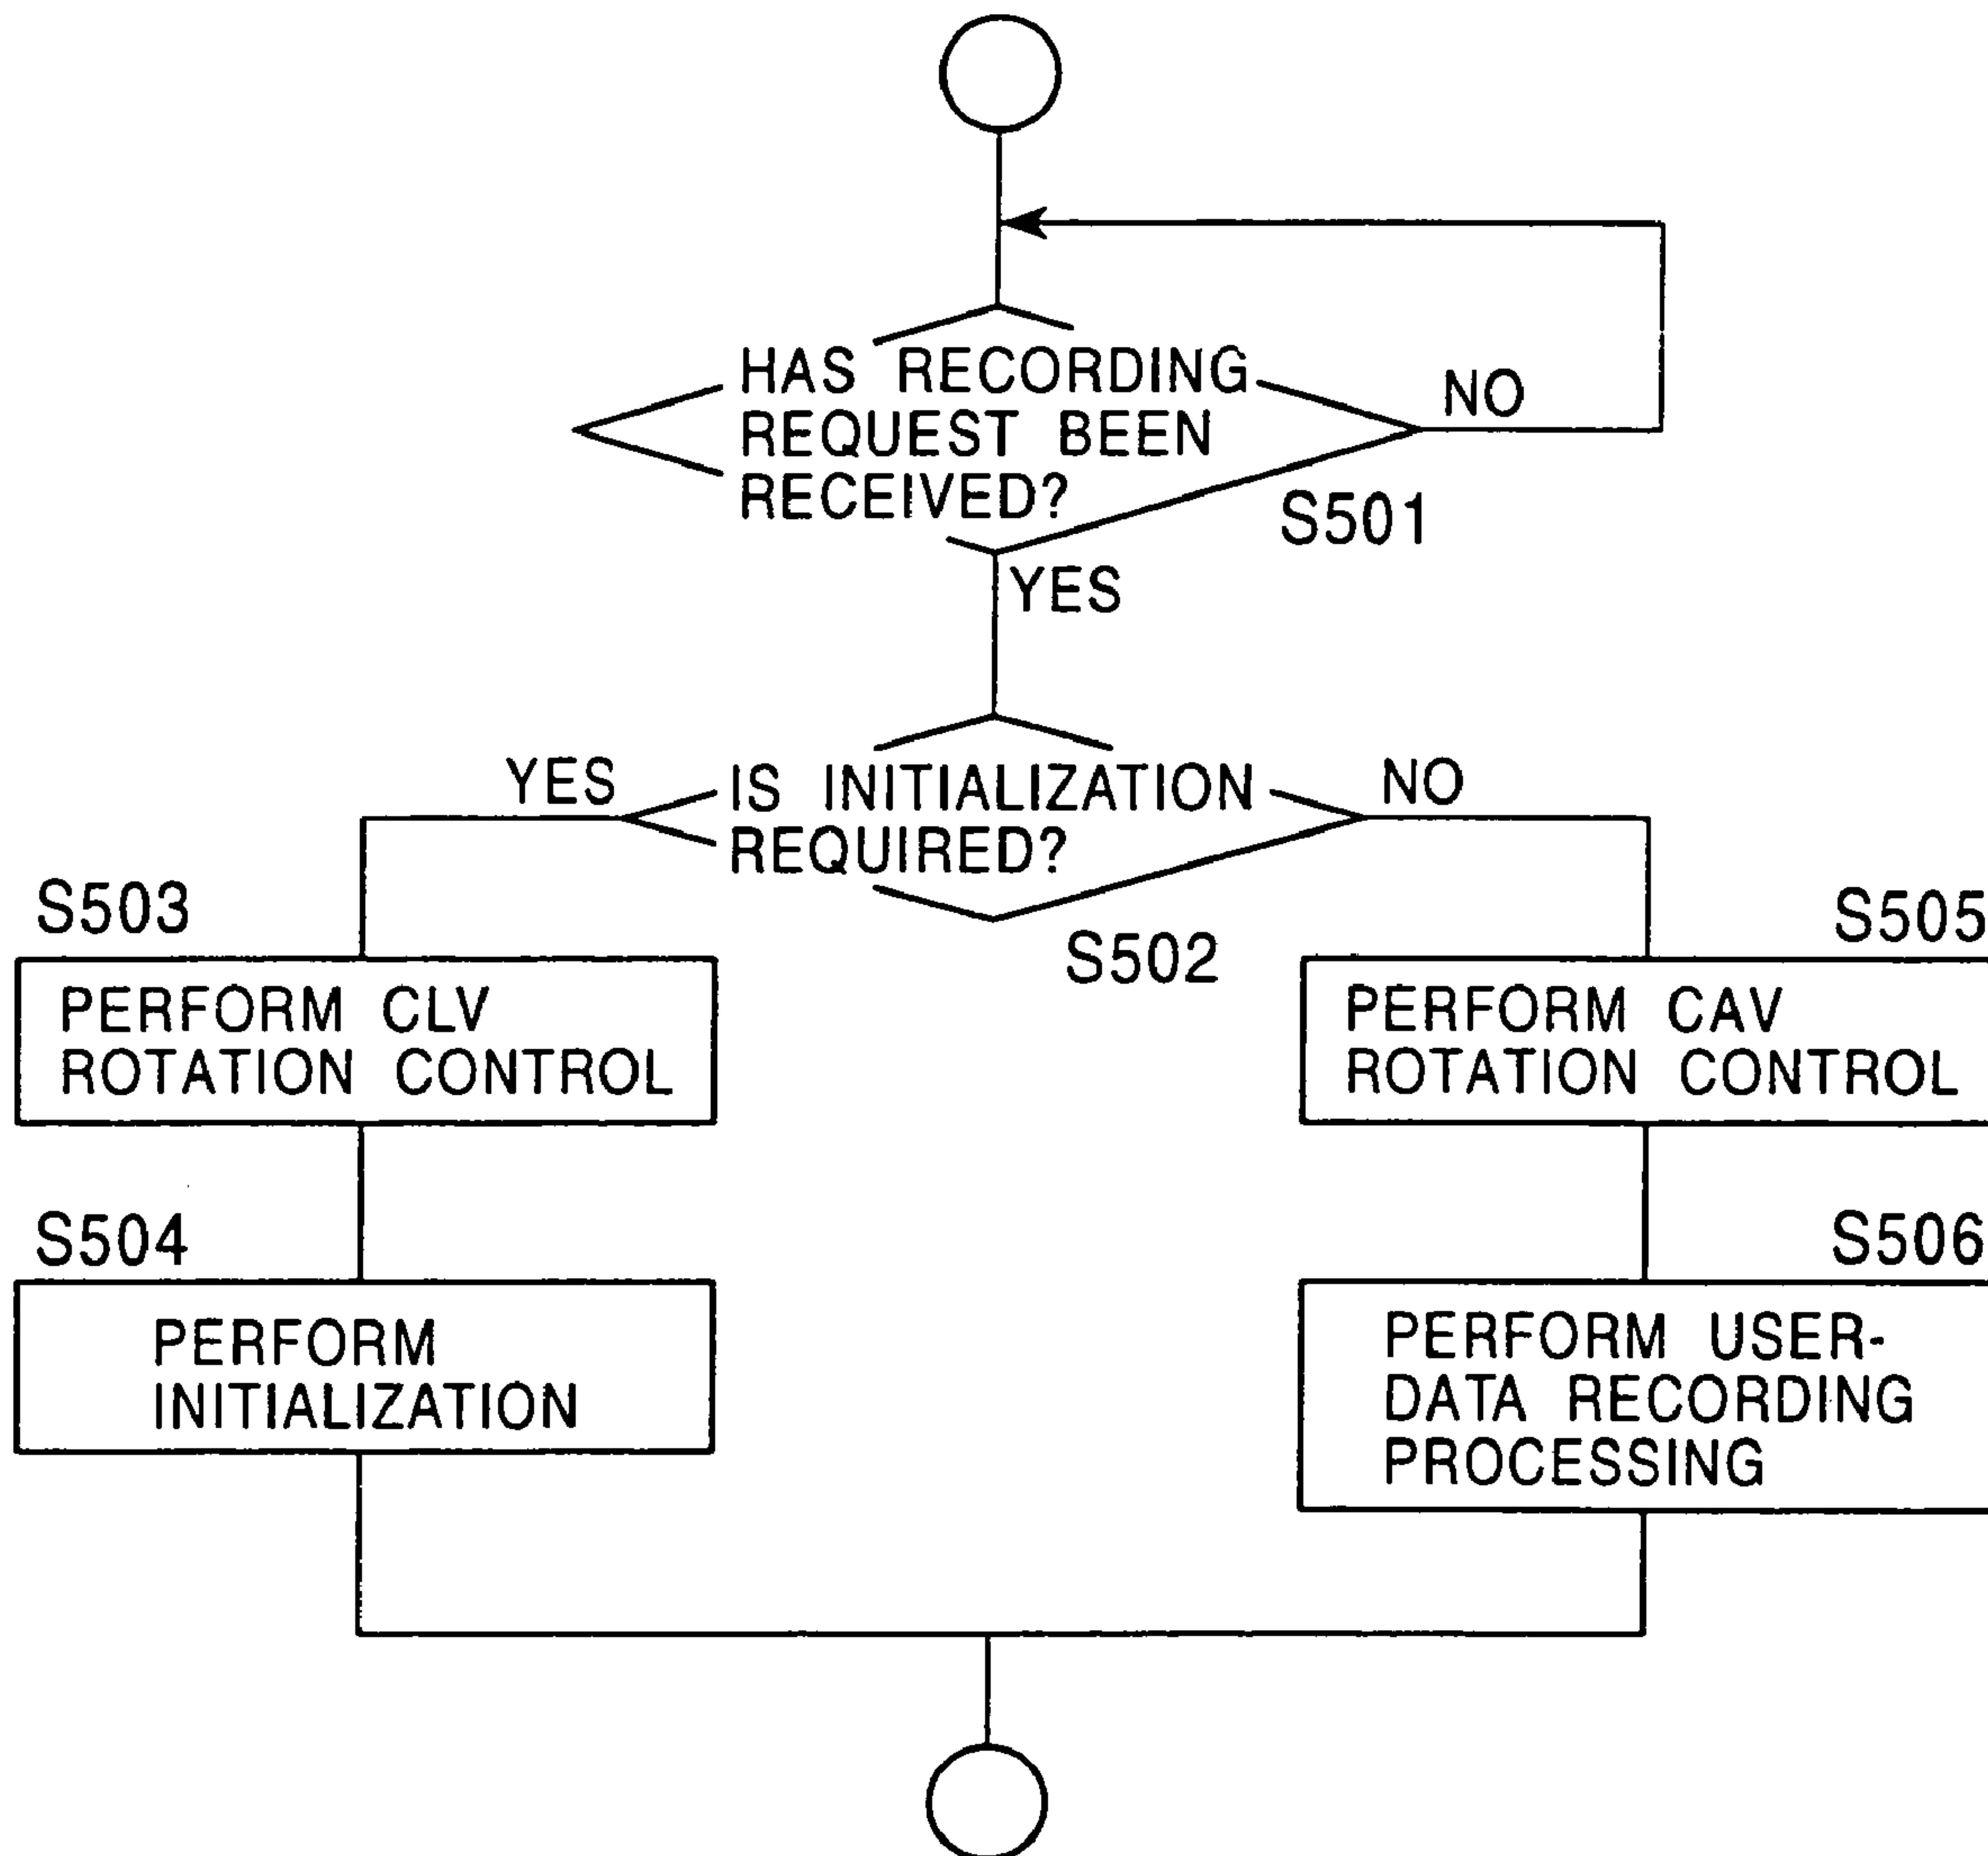 HAS RECORDING
REQUEST BEEN
RECEIVED?
NO
S501
YES
YES
IS INITIALIZATION
REQUIRED?
NO
S502
S503
PERFORM CLV
ROTATION CONTROL
S505
PERFORM CAV
ROTATION CONTROL
S504
PERFORM
INITIALIZATION
S506
PERFORM USER-
DATA RECORDING
PROCESSING